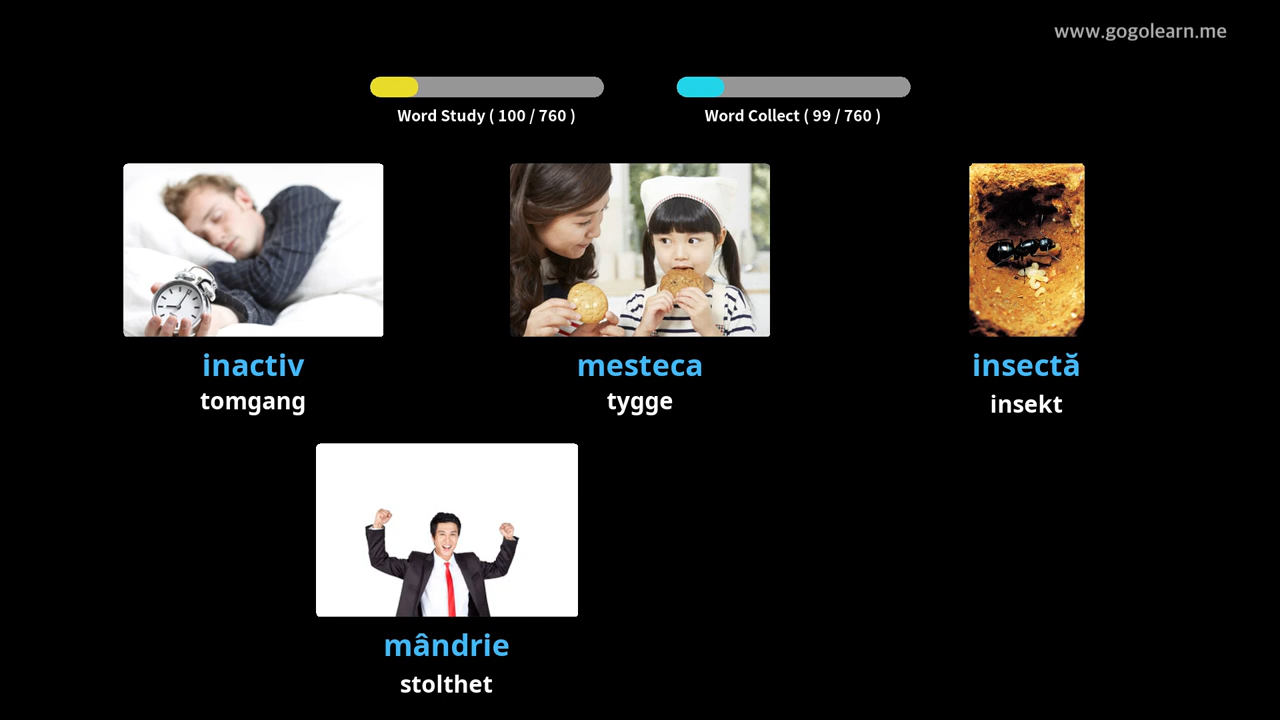 www.gogolearn.me
Word Study ( 100 / 760 )
Word Collect ( 99 / 760 )
inactiv
tomgang
mesteca
tygge
insectă
insekt
mândrie
stolthet